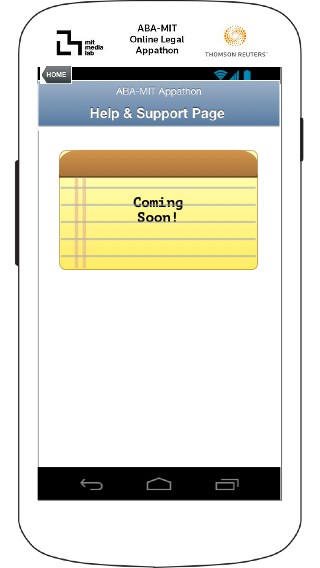 mit
media
lab
ABA-MIT
Online Legal
Appathon
THOMSON REUTERS
HOME
ABA-MIT Appathon
Help & Support Page
Coming
Soon!